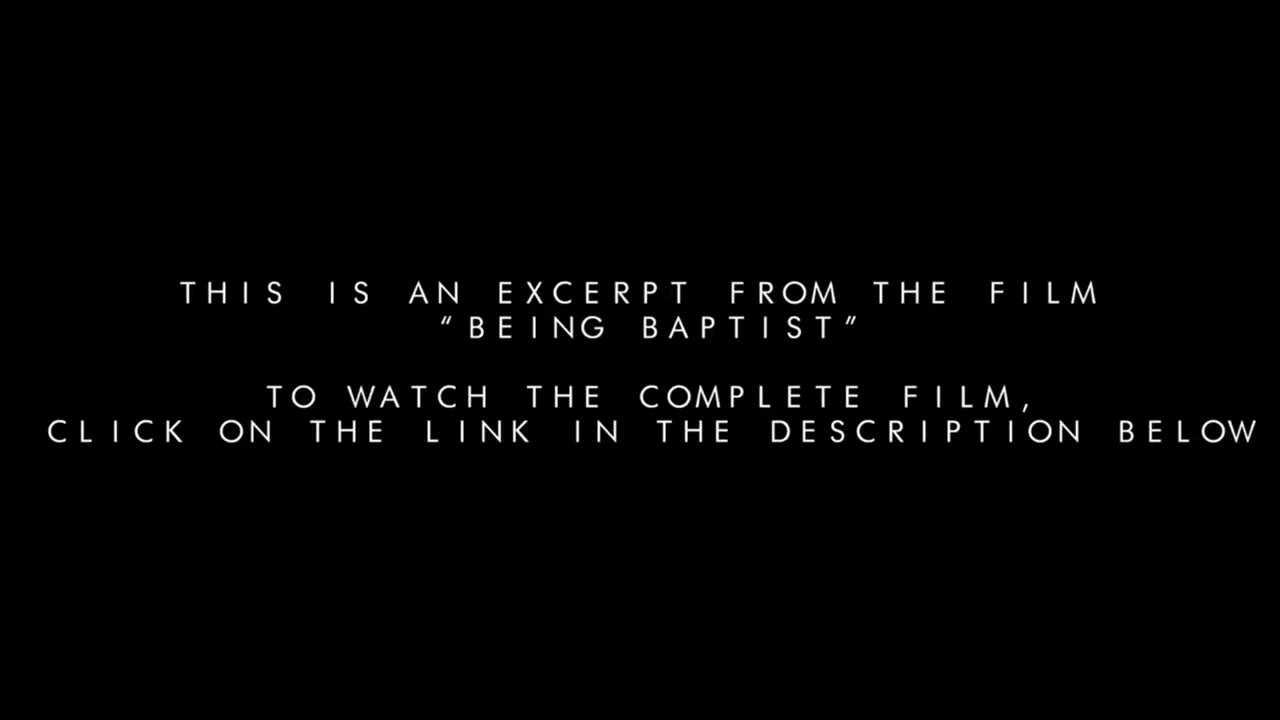 THIS IS AN EXCERPT FROM THE FILM
“BEING BAPTIST”
TO WATCH THE COMPLETE FILM,
CLICK ON THE LINK IN THE DESCRIPTION BELOW